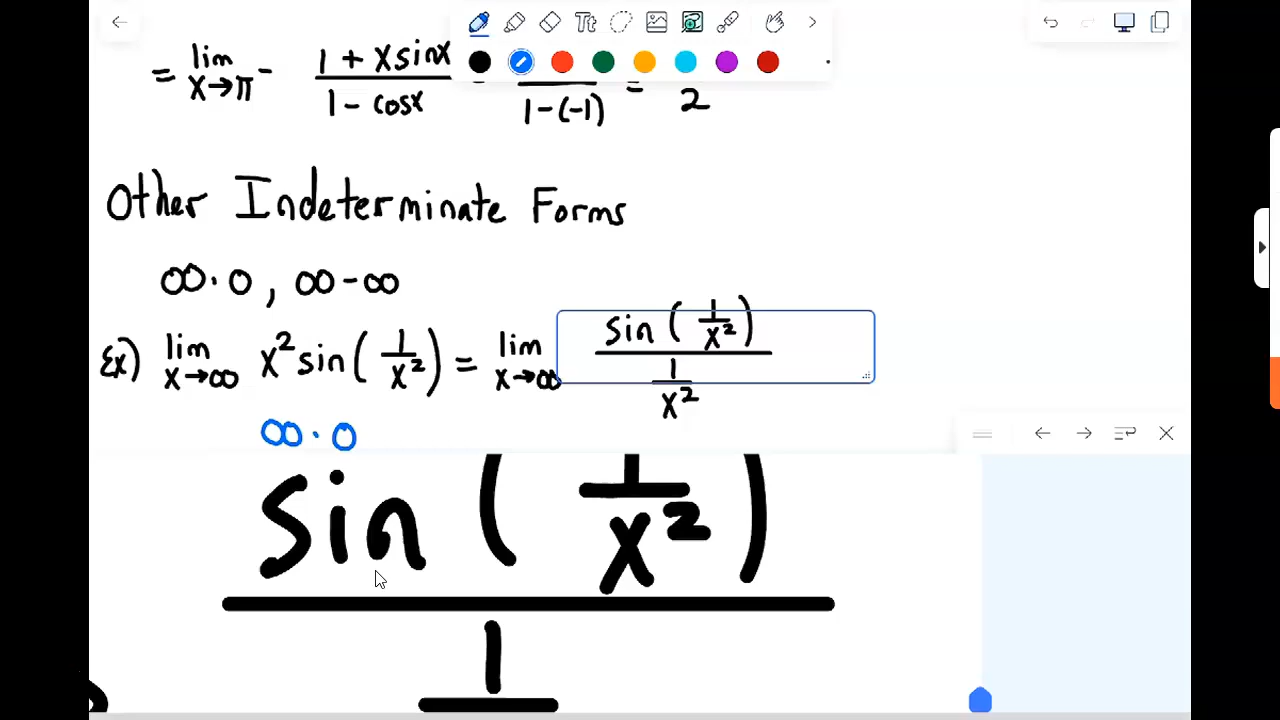 = lim x→π⁻ (1 + x sin x)/(1 - cos x) = 1-(-1) = 2
Other Indeterminate Forms
∞·0, ∞-∞
Ex) lim x→∞ x² sin(1/x²) = lim x→∞ sin(1/x²)/(1/x²)
∞·0
sin(1/x²)
1
Tt